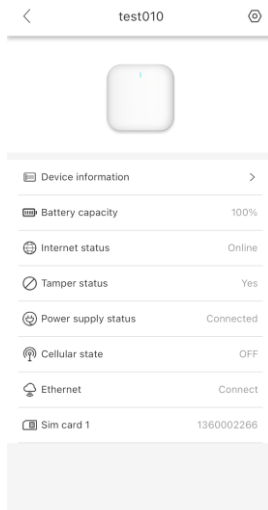 test010
Device information
Battery capacity 100%
Internet status Online
Tamper status Yes
Power supply status Connected
Cellular state OFF
Ethernet Connect
Sim card 1 1360002266